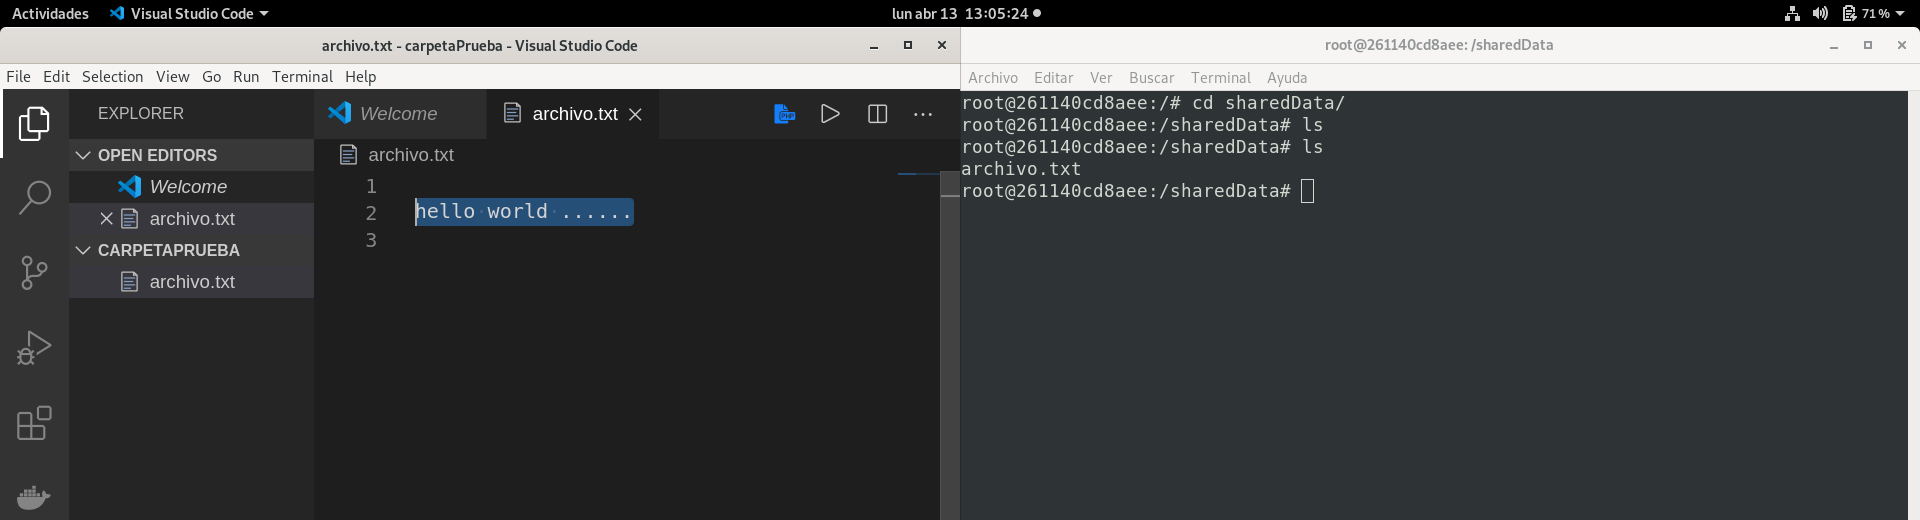 Actividades Visual Studio Code lun abr 13 13:05:24 71%
archivo.txt - carpetaPrueba - Visual Studio Code
File Edit Selection View Go Run Terminal Help
EXPLORER
OPEN EDITORS
Welcome
archivo.txt
CARPETAPRUEBA
archivo.txt
Welcome archivo.txt PHP
archivo.txt
1
2 hello world ......
3
root@261140cd8aee: /sharedData
Archivo Editar Ver Buscar Terminal Ayuda
root@261140cd8aee:/# cd sharedData/
root@261140cd8aee:/sharedData# ls
root@261140cd8aee:/sharedData# ls
archivo.txt
root@261140cd8aee:/sharedData#